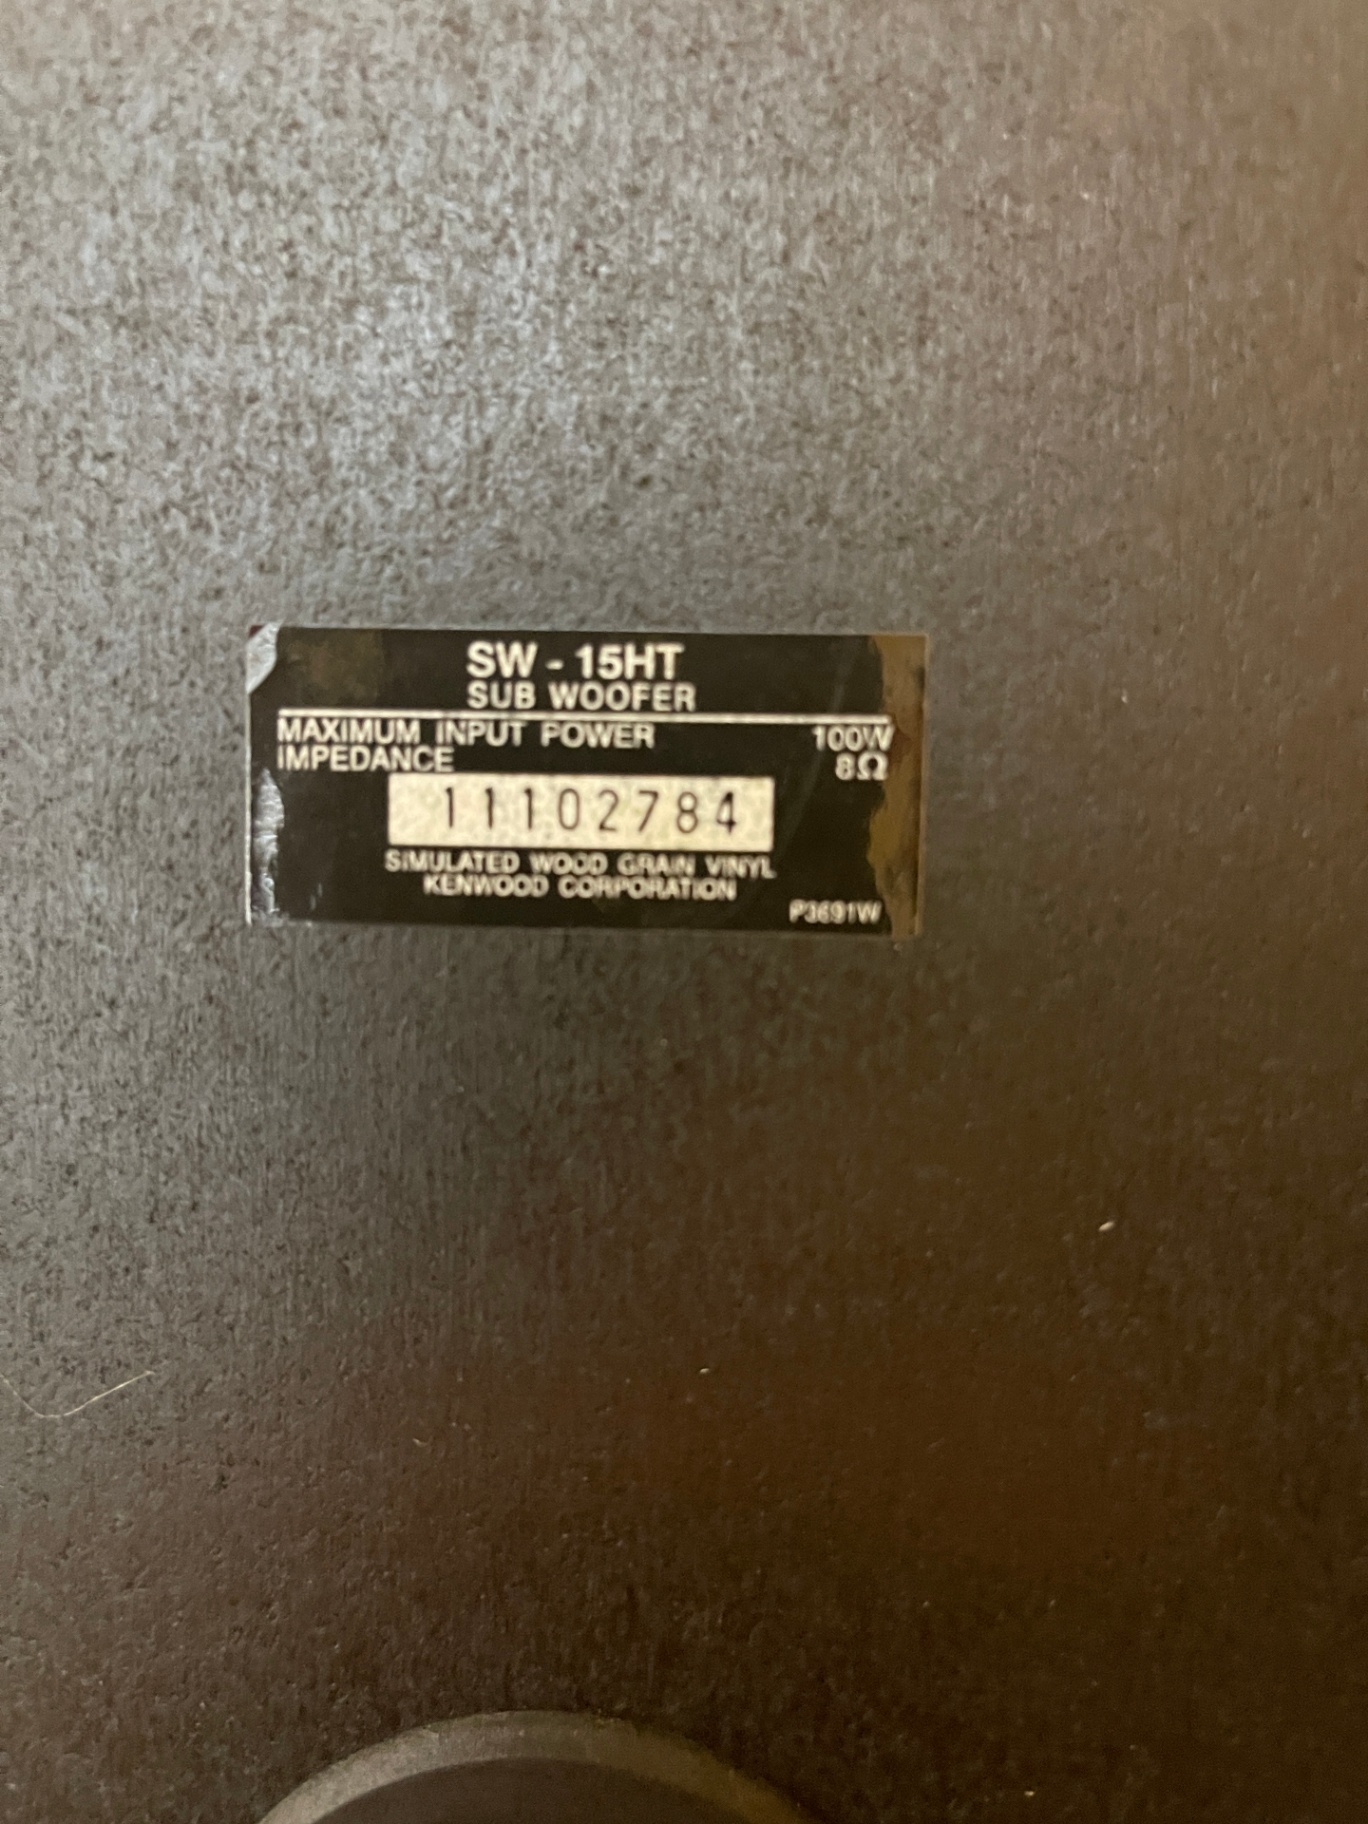 SW - 15HT
SUB WOOFER
MAXIMUM INPUT POWER 100W
IMPEDANCE 8Ω
11102784
SIMULATED WOOD GRAIN VINYL
KENWOOD CORPORATION
P3691W